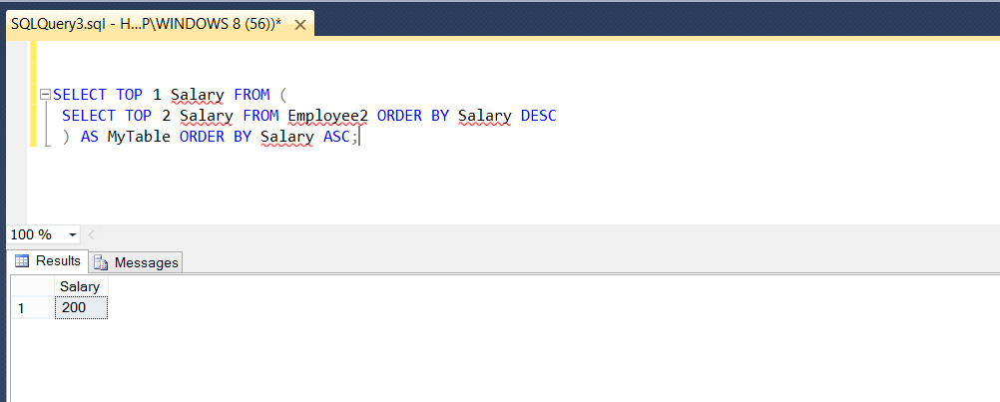 SQLQuery3.sql - H...P\WINDOWS 8 (56))*
SELECT TOP 1 Salary FROM (
SELECT TOP 2 Salary FROM Employee2 ORDER BY Salary DESC
) AS MyTable ORDER BY Salary ASC;
100 %
Results Messages
Salary
1 200